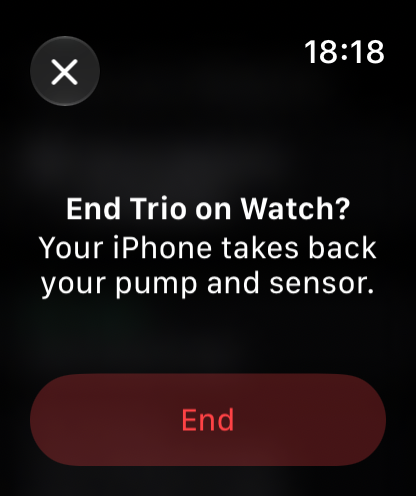 18:18
End Trio on Watch?
Your iPhone takes back
your pump and sensor.
End